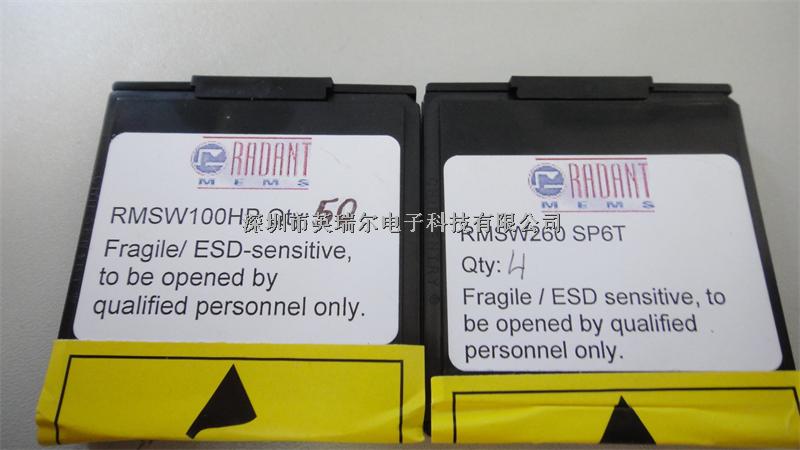 RADANT
MEMS
RMSW100HP Qty: 50
Fragile/ ESD-sensitive,
to be opened by
qualified personnel only.
RADANT
MEMS
RMSW260 SP6T
Qty: 4
Fragile / ESD sensitive, to
be opened by qualified
personnel only.
深圳市英瑞尔电子科技有限公司